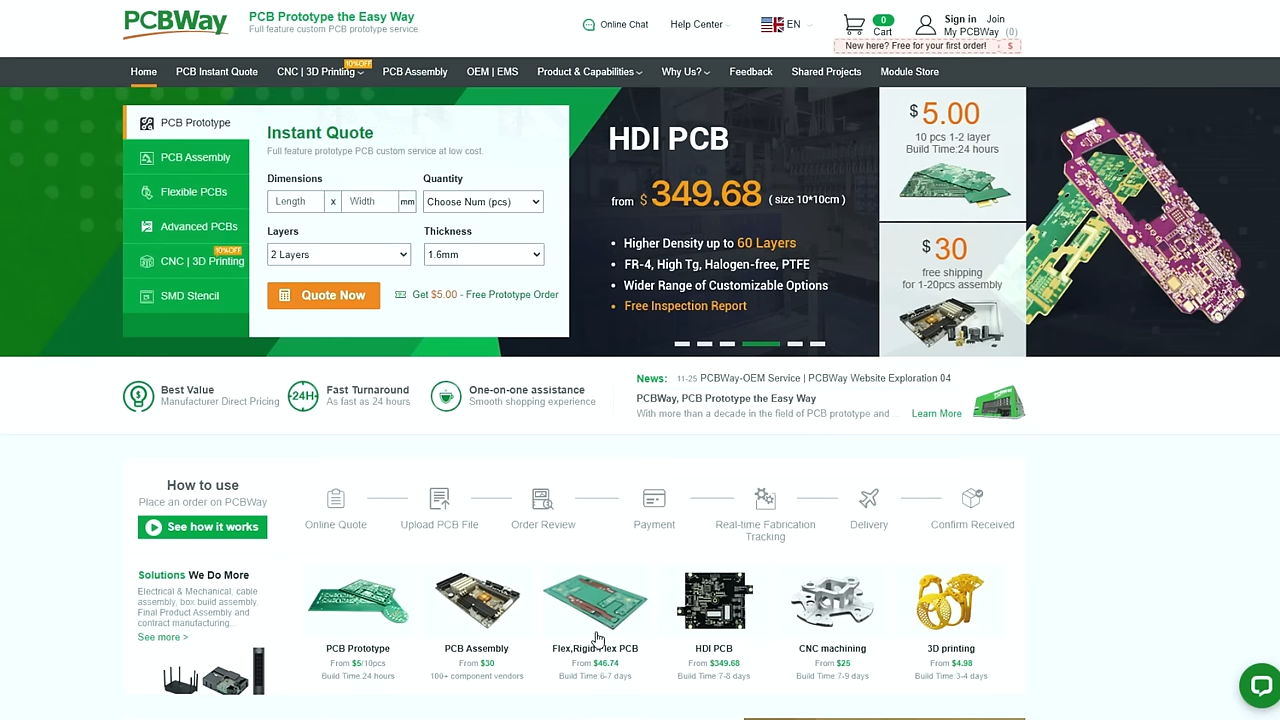 PCBWay
PCB Prototype the Easy Way
Full feature custom PCB prototype service
Online Chat
Help Center
EN
0
Cart
Sign in Join
My PCBWay (0)
New here? Free for your first order! $
Home
PCB Instant Quote
CNC | 3D Printing
10%OFF
PCB Assembly
OEM | EMS
Product & Capabilities
Why Us?
Feedback
Shared Projects
Module Store
PCB Prototype
PCB Assembly
Flexible PCBs
Advanced PCBs
10%OFF
CNC | 3D Printing
SMD Stencil
Instant Quote
Full feature prototype PCB custom service at low cost.
Dimensions
Length x Width mm
Quantity
Choose Num (pcs)
Layers
2 Layers
Thickness
1.6mm
Quote Now
Get $5.00 - Free Prototype Order
HDI PCB
from $ 349.68 ( size 10*10cm )
Higher Density up to 60 Layers
FR-4, High Tg, Halogen-free, PTFE
Wider Range of Customizable Options
Free Inspection Report
$ 5.00
10 pcs 1-2 layer
Build Time:24 hours
$ 30
free shipping
for 1-20pcs assembly
Best Value
Manufacturer Direct Pricing
24H
Fast Turnaround
As fast as 24 hours
One-on-one assistance
Smooth shopping experience
News: 11-25 PCBWay-OEM Service | PCBWay Website Exploration 04
PCBWay, PCB Prototype the Easy Way
With more than a decade in the field of PCB prototype and ...
Learn More
How to use
Place an order on PCBWay
See how it works
Online Quote
Upload PCB File
Order Review
Payment
Real-time Fabrication
Tracking
Delivery
Confirm Received
Solutions We Do More
Electrical & Mechanical, cable
assembly, box build assembly.
Final Product Assembly and
contract manufacturing...
See more >
PCB Prototype
From $5/10pcs
Build Time:24 hours
PCB Assembly
From $30
100+ component vendors
Flex,Rigid-Flex PCB
From $46.74
Build Time 6-7 days
HDI PCB
From $349.68
Build Time 7-8 days
CNC machining
From $25
Build Time:7-9 days
3D printing
From $4.98
Build Time:3-4 days